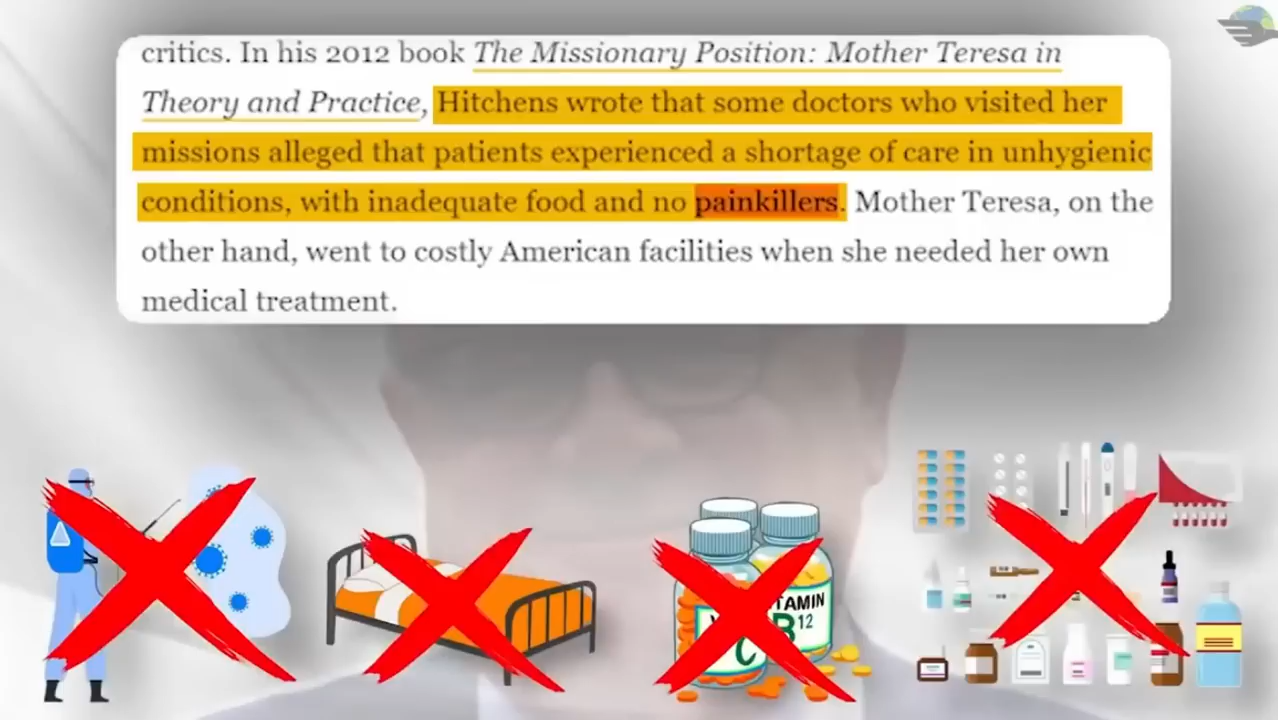 critics. In his 2012 book The Missionary Position: Mother Teresa in
Theory and Practice, Hitchens wrote that some doctors who visited her
missions alleged that patients experienced a shortage of care in unhygienic
conditions, with inadequate food and no painkillers. Mother Teresa, on the
other hand, went to costly American facilities when she needed her own
medical treatment.
C
TAMIN
B12